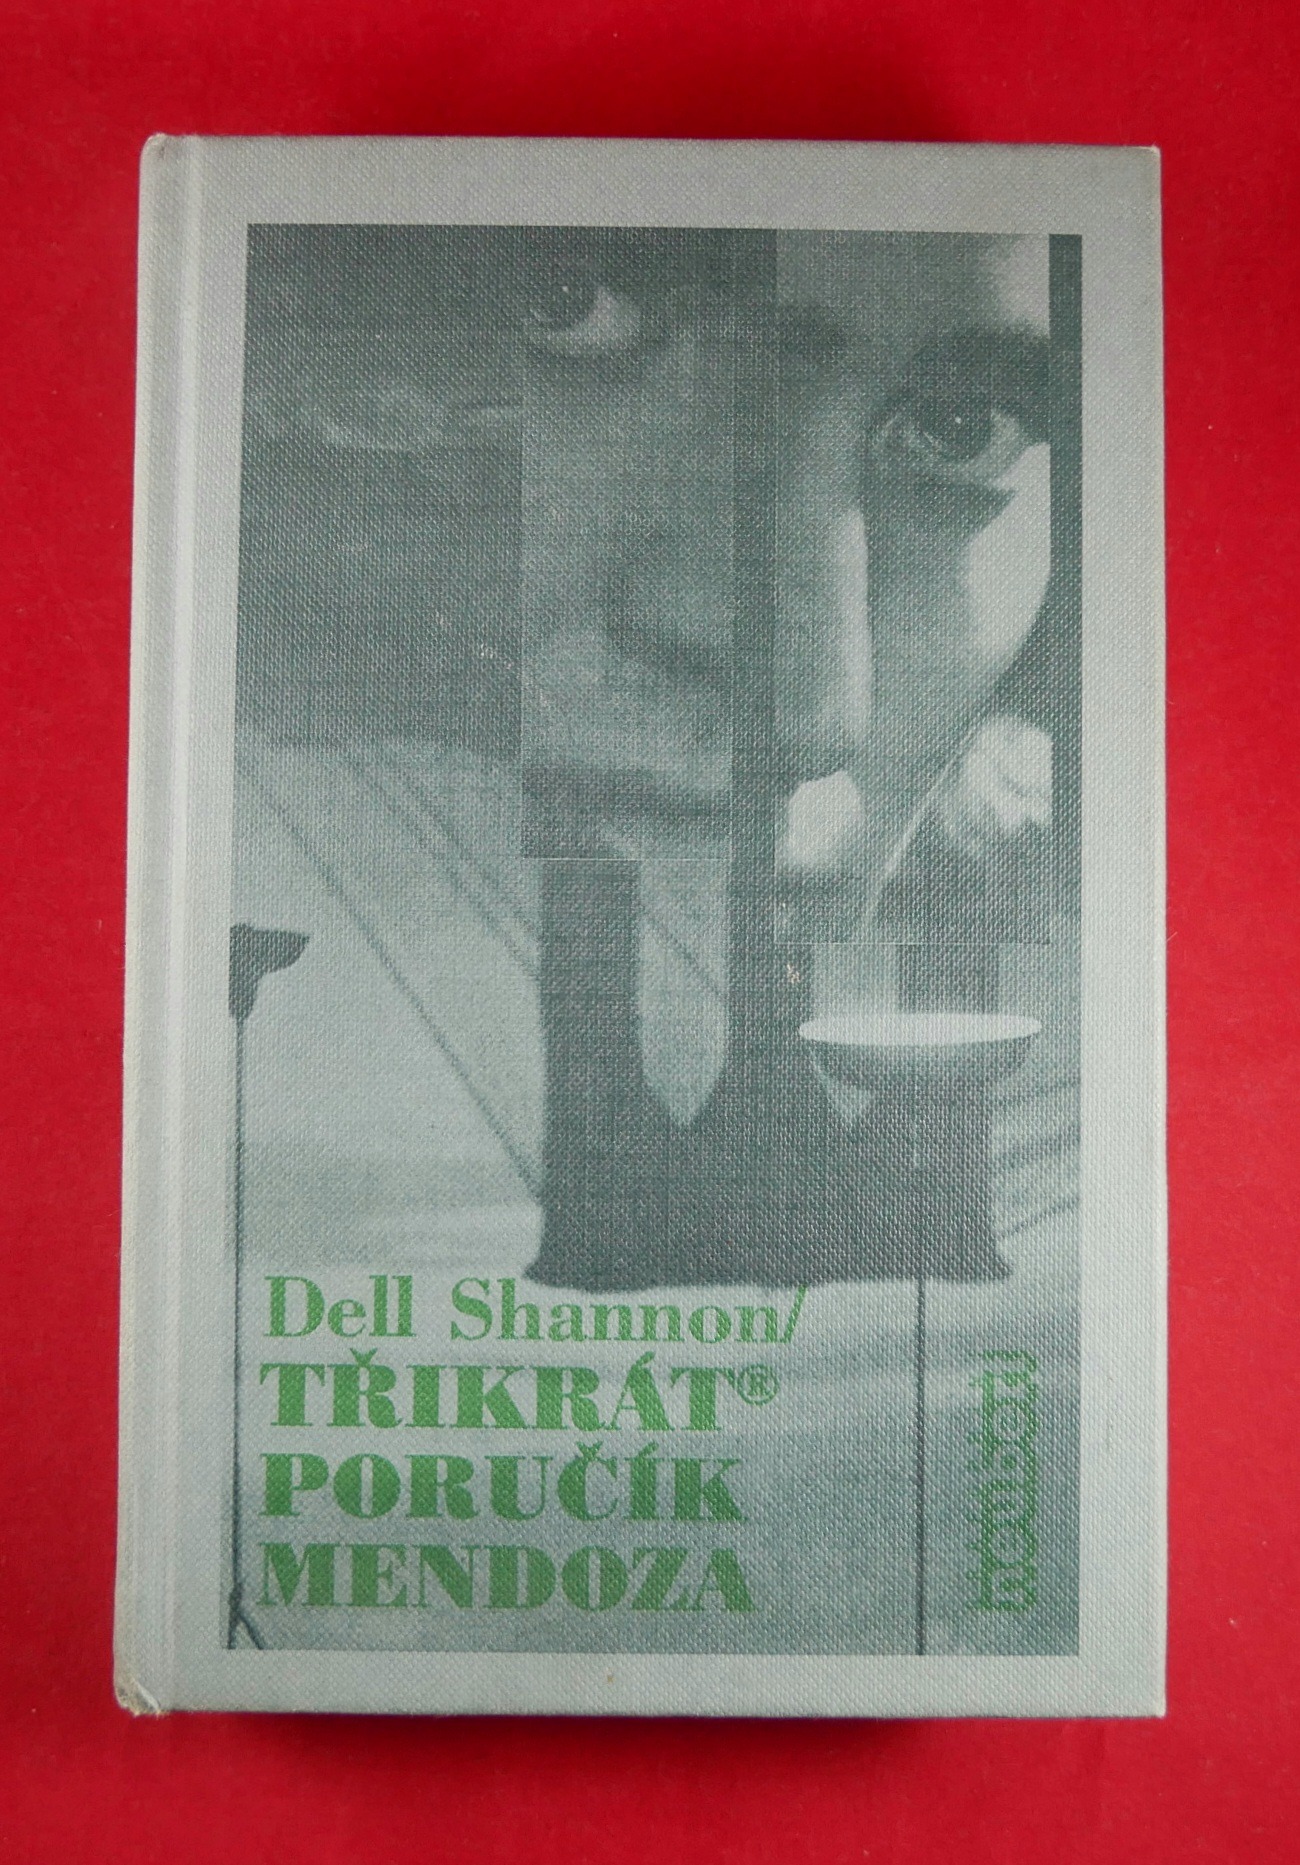 Dell Shannon/
TŘIKRÁT®
PORUČÍK
MENDOZA